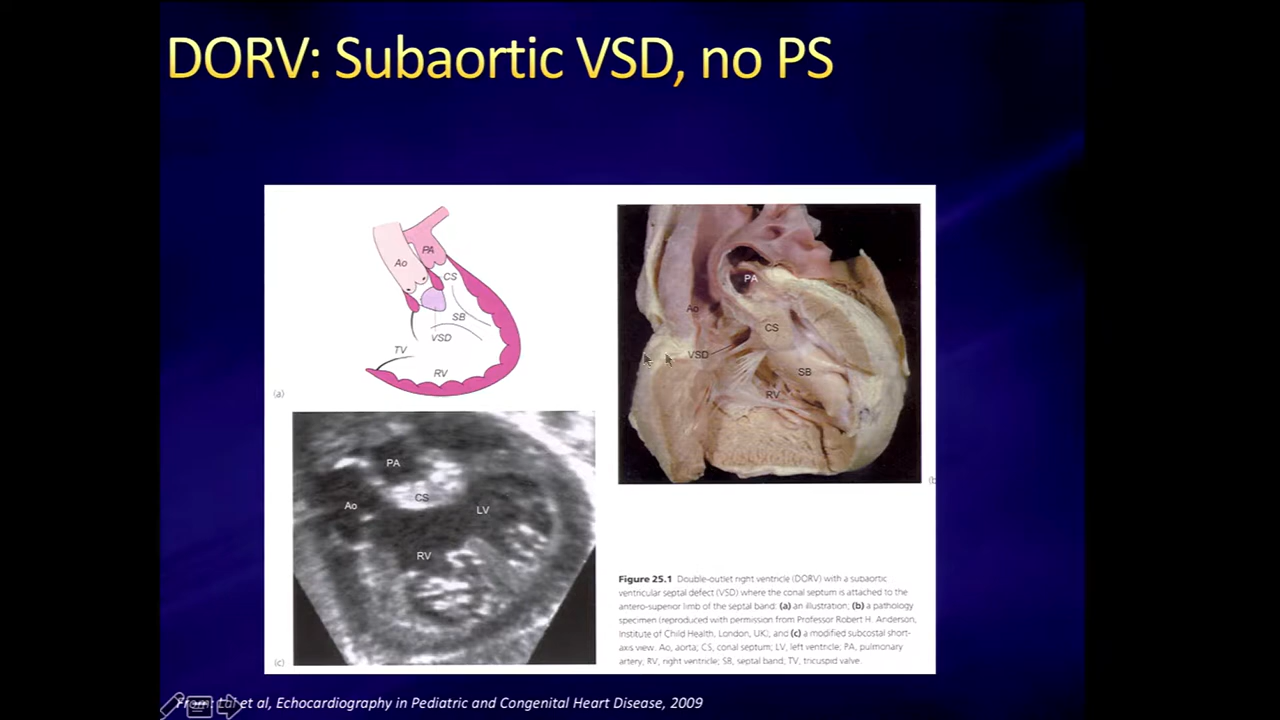 DORV: Subaortic VSD, no PS
PA
Ao
CS
SB
VSD
TV
RV
(a)
PA
Ao
CS
VSD
SB
RV
(b
PA
CS
Ao
LV
RV
(c)
Figure 25.1 Double-outlet right ventricle (DORV) with a subaortic
ventricular septal defect (VSD) where the conal septum is attached to the
antero-superior limb of the septal band: (a) an illustration; (b) a pathology
specimen (reproduced with permission from Professor Robert H. Anderson,
Institute of Child Health, London, UK); and (c) a modified subcostal short-
axis view. Ao, aorta; CS, conal septum; LV, left ventricle; PA, pulmonary
artery; RV, right ventricle; SB, septal band; TV, tricuspid valve.
From: Lai et al, Echocardiography in Pediatric and Congenital Heart Disease, 2009